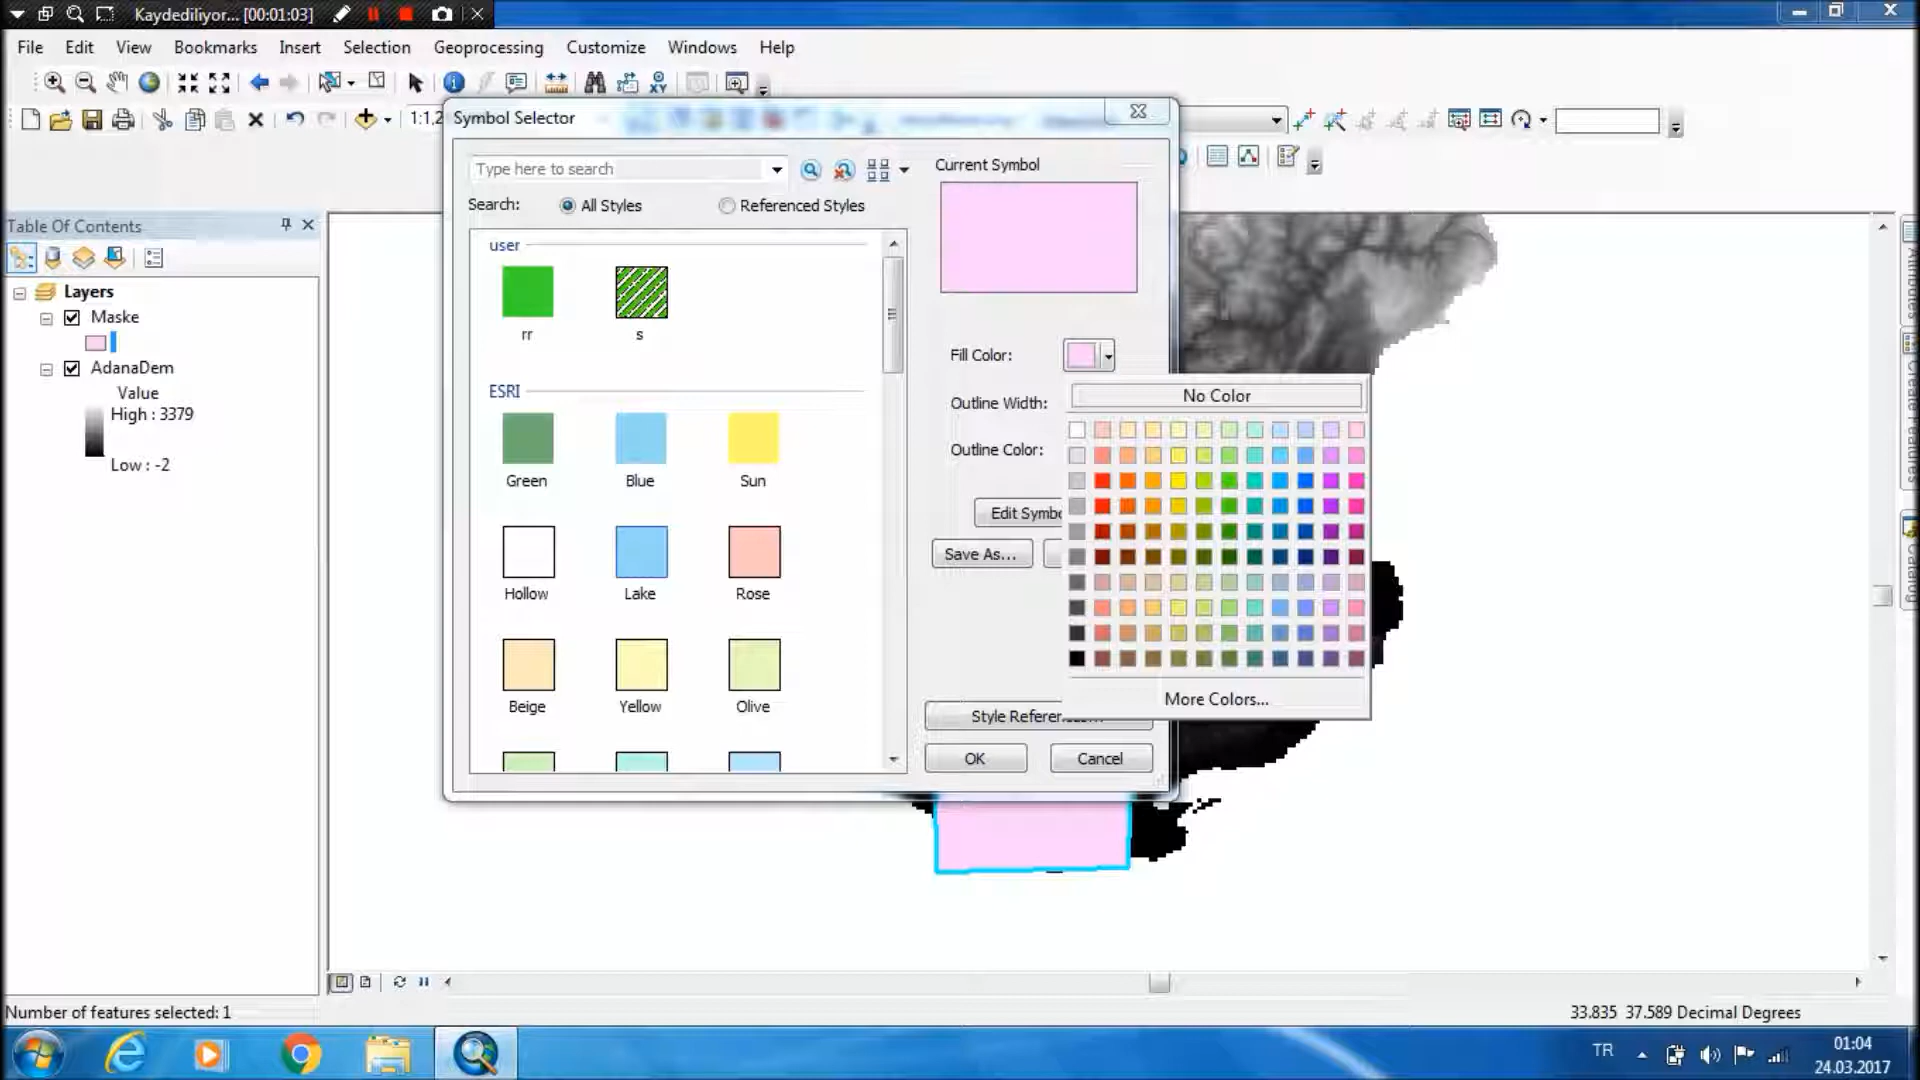 Kaydediliyor... [00:01:03]
File Edit View Bookmarks Insert Selection Geoprocessing Customize Windows Help
1:1,2
Symbol Selector
Type here to search
Search: All Styles Referenced Styles
Current Symbol
user
rr s
ESRI
Green Blue Sun
Hollow Lake Rose
Beige Yellow Olive
Fill Color:
Outline Width:
Outline Color:
No Color
More Colors...
Save As...
OK Cancel
Table Of Contents
Layers
Maske
AdanaDem
Value
High : 3379
Low : -2
Attributes
Create Features
Catalog
Number of features selected: 1
33.835 37.589 Decimal Degrees
TR
01:04
24.03.2017